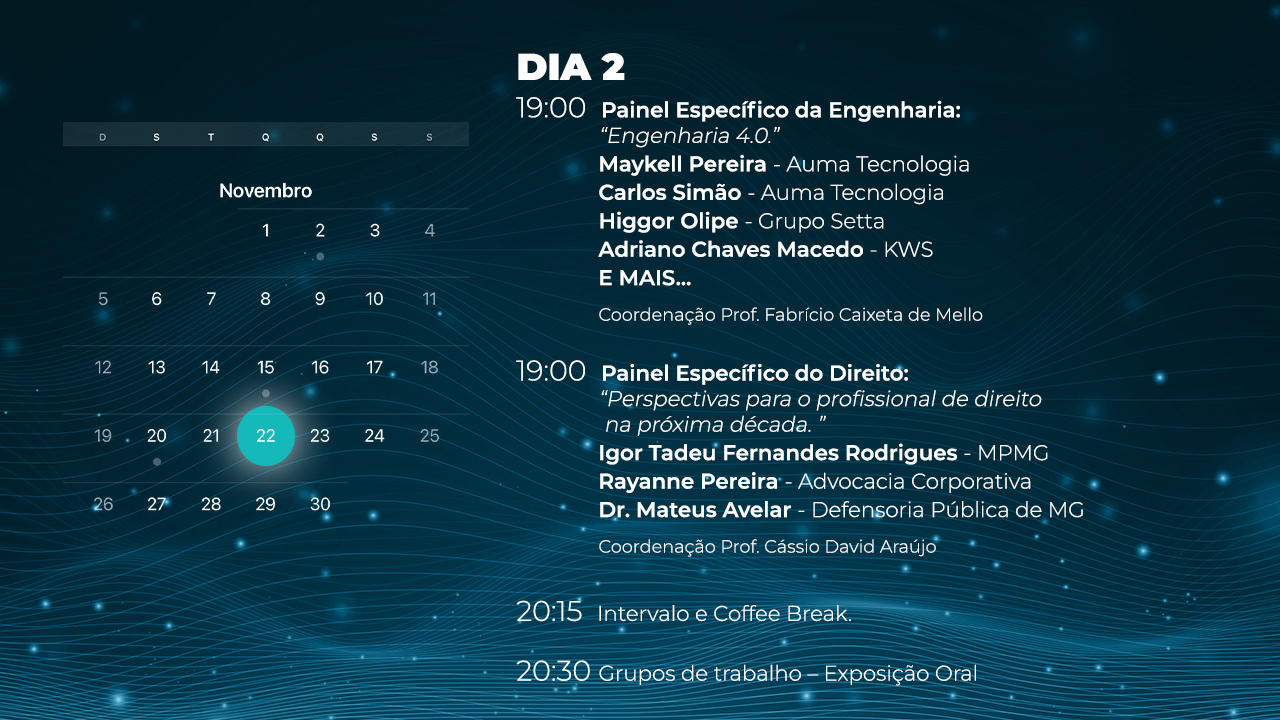 D S T Q Q S S
Novembro
1 2 3 4
5 6 7 8 9 10 11
12 13 14 15 16 17 18
19 20 21 22 23 24 25
26 27 28 29 30
DIA 2
19:00 Painel Específico da Engenharia:
“Engenharia 4.0.”
Maykell Pereira - Auma Tecnologia
Carlos Simão - Auma Tecnologia
Higgor Olipe - Grupo Setta
Adriano Chaves Macedo - KWS
E MAIS...
Coordenação Prof. Fabrício Caixeta de Mello
19:00 Painel Específico do Direito:
“Perspectivas para o profissional de direito
na próxima década. ”
Igor Tadeu Fernandes Rodrigues - MPMG
Rayanne Pereira - Advocacia Corporativa
Dr. Mateus Avelar - Defensoria Pública de MG
Coordenação Prof. Cássio David Araújo
20:15 Intervalo e Coffee Break.
20:30 Grupos de trabalho – Exposição Oral